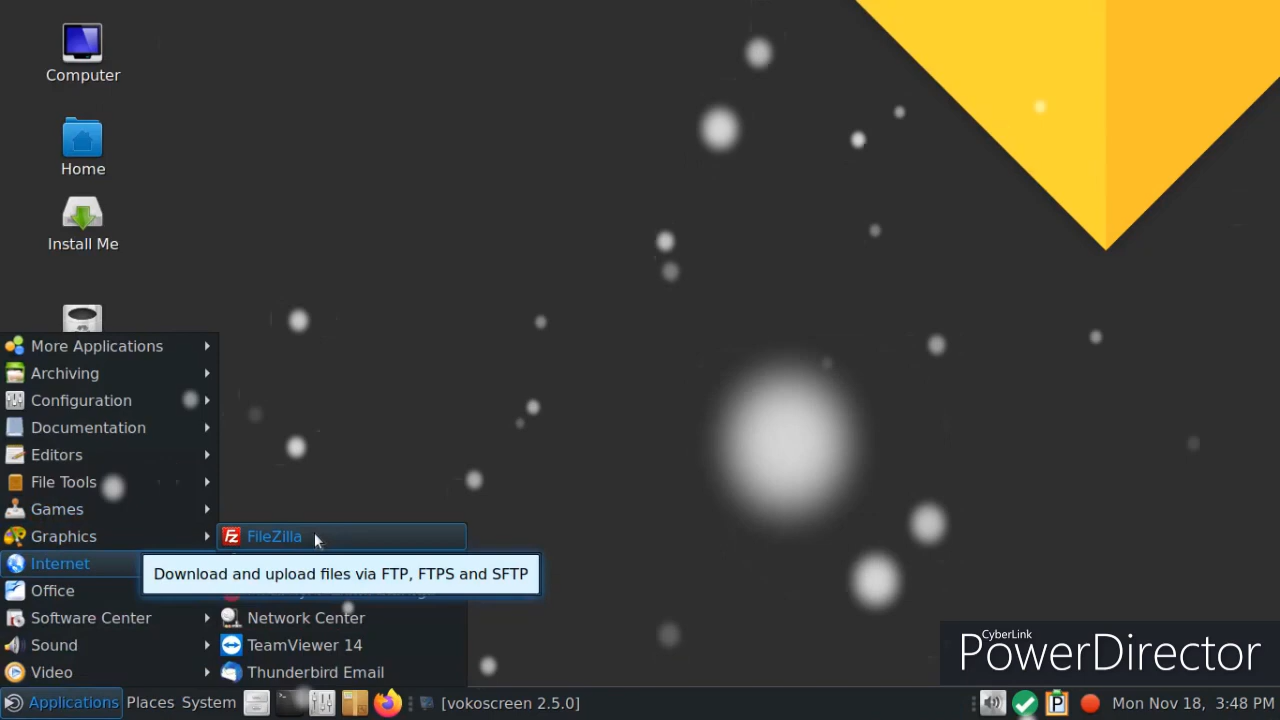 Computer
Home
Install Me
More Applications
Archiving
Configuration
Documentation
Editors
File Tools
Games
Graphics
FileZilla
Internet
Download and upload files via FTP, FTPS and SFTP
Office
Software Center
Network Center
Sound
TeamViewer 14
Video
Thunderbird Email
CyberLink
PowerDirector
Applications Places System [vokoscreen 2.5.0] Mon Nov 18, 3:48 PM